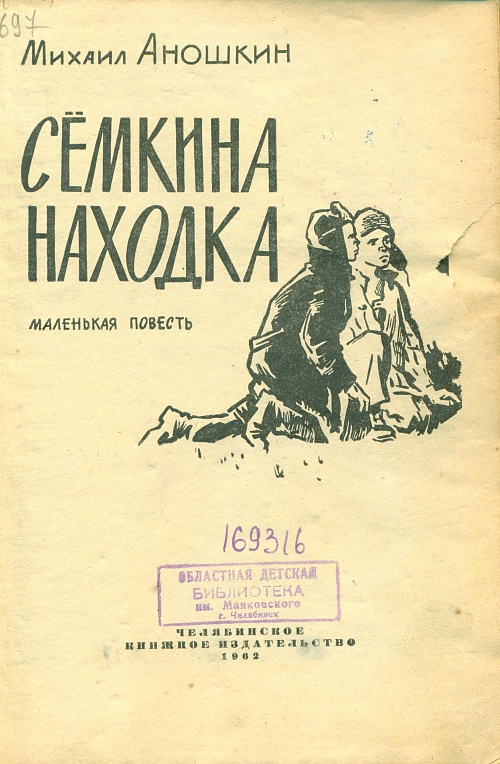 697
Михаил Аношкин
СЁМКИНА
НАХОДКА
МАЛЕНЬКАЯ ПОВЕСТЬ
169316
ОБЛАСТНАЯ ДЕТСКАЯ
БИБЛИОТЕКА
им. Маяковского
г. Челябинск
ЧЕЛЯБИНСКОЕ
КНИЖНОЕ ИЗДАТЕЛЬСТВО
1962